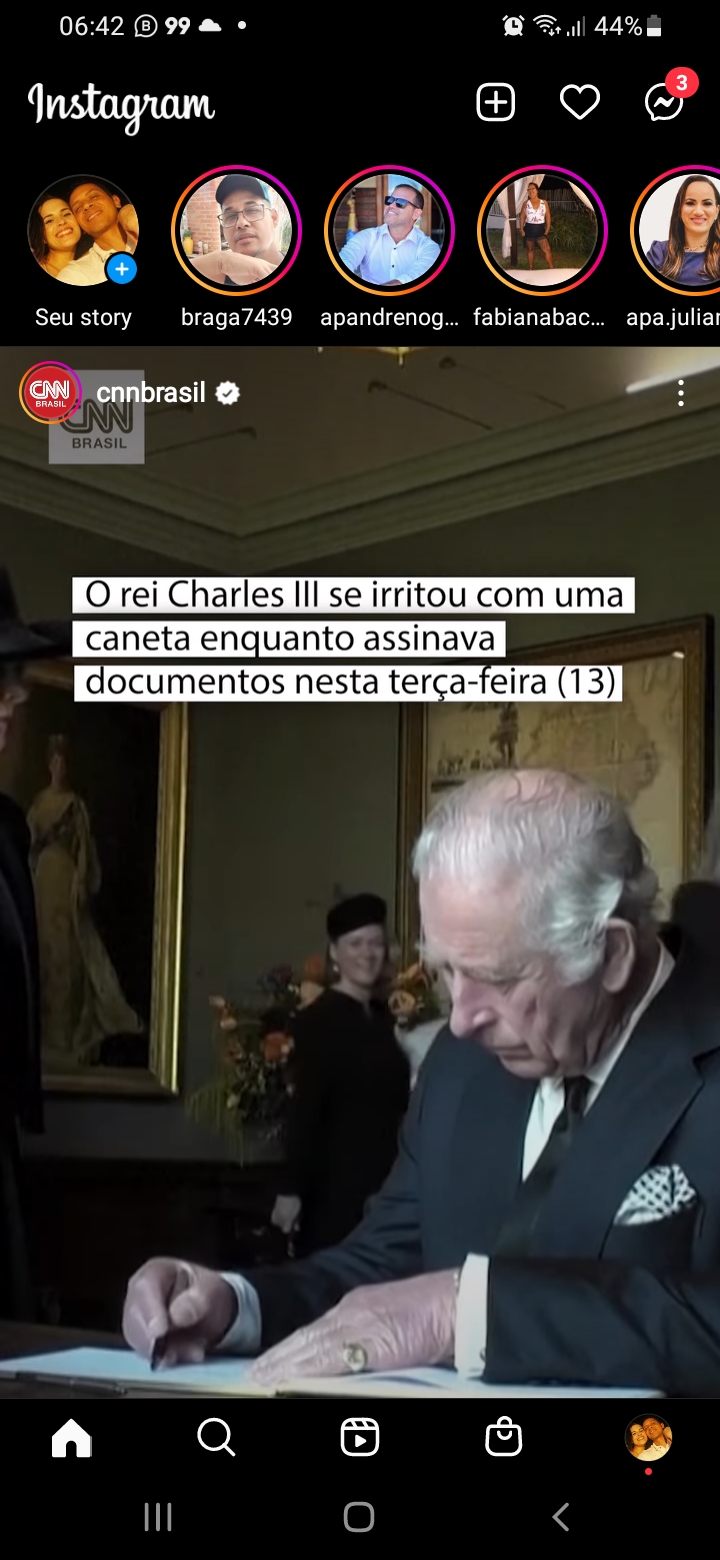 06:42 B 99 44%
Instagram
3
Seu story braga7439 apandrenog... fabianabac... apa.julian
CNN BRASIL cnnbrasil
CNN
BRASIL
O rei Charles III se irritou com uma
caneta enquanto assinava
documentos nesta terça-feira (13)